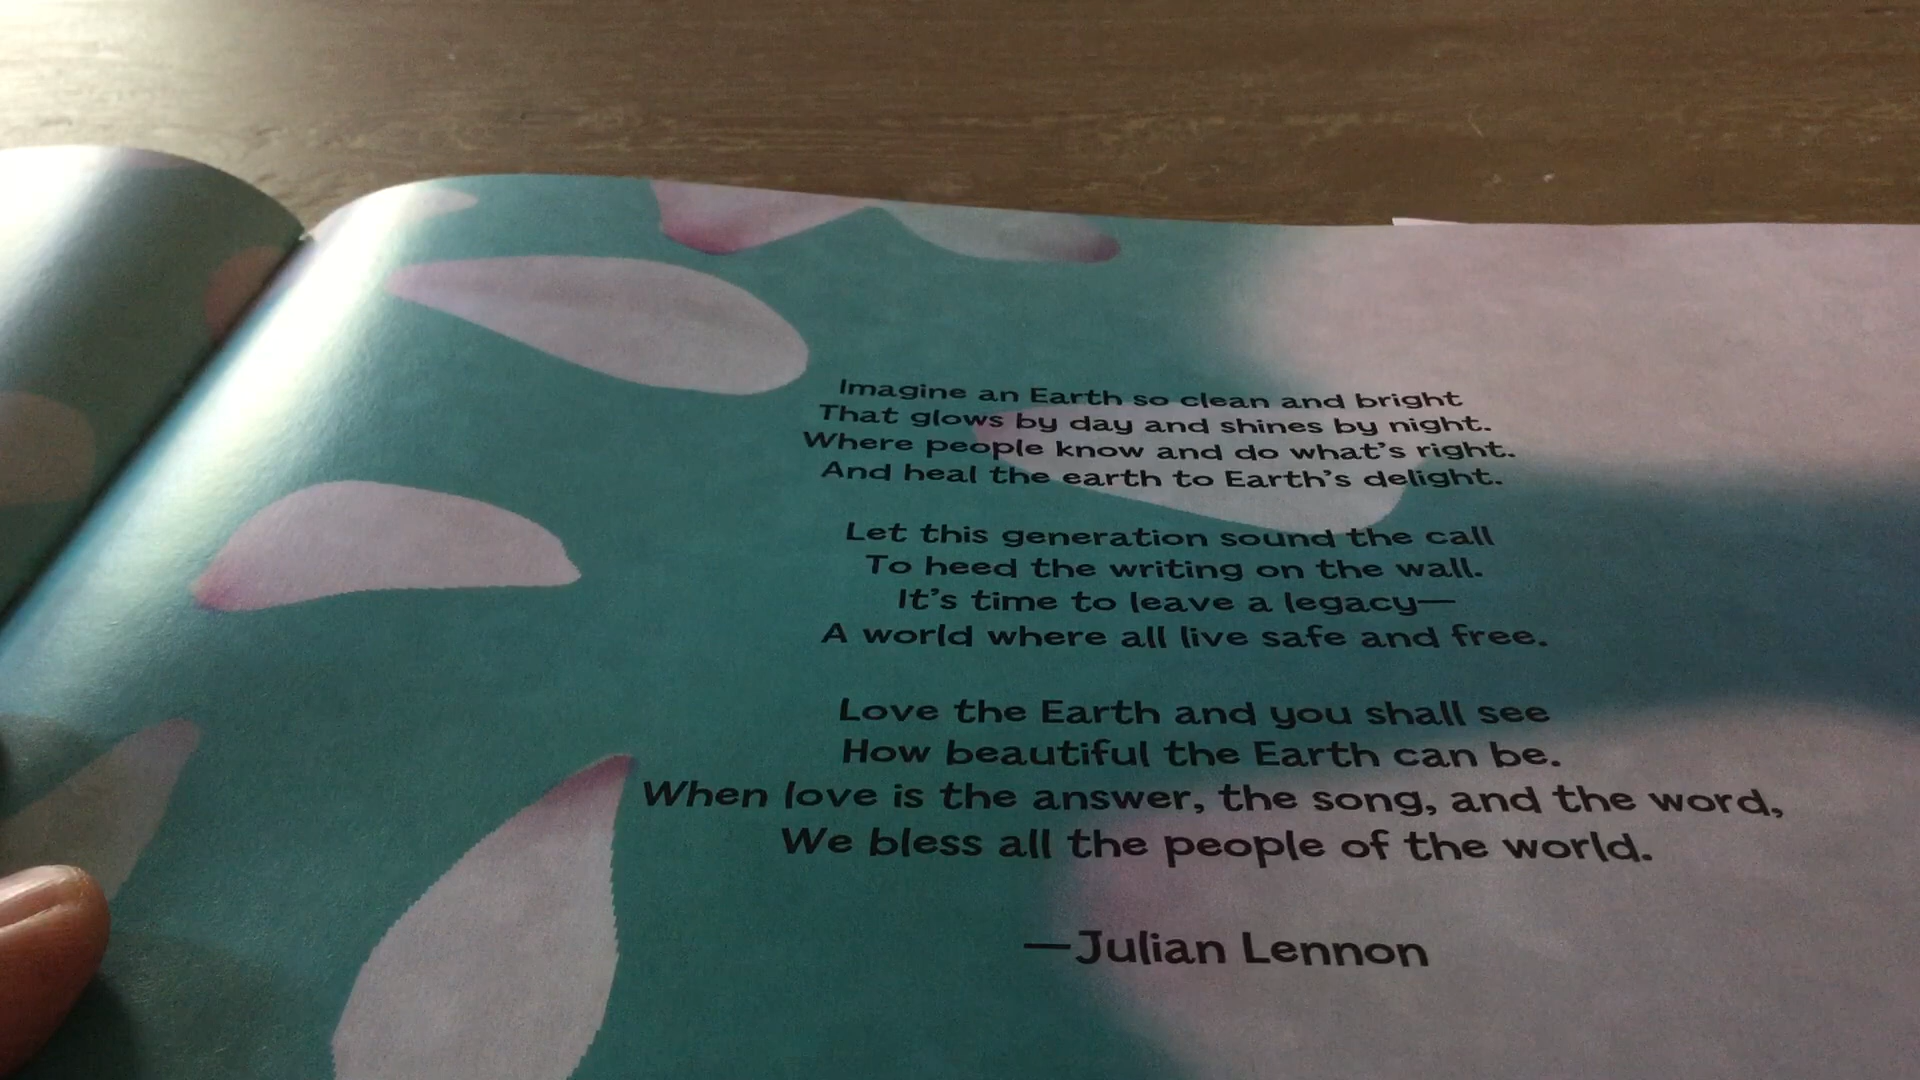 Imagine an Earth so clean and bright
That glows by day and shines by night.
Where people know and do what's right.
And heal the earth to Earth's delight.
Let this generation sound the call
To heed the writing on the wall.
It's time to leave a legacy—
A world where all live safe and free.
Love the Earth and you shall see
How beautiful the Earth can be.
When love is the answer, the song, and the word,
We bless all the people of the world.
—Julian Lennon